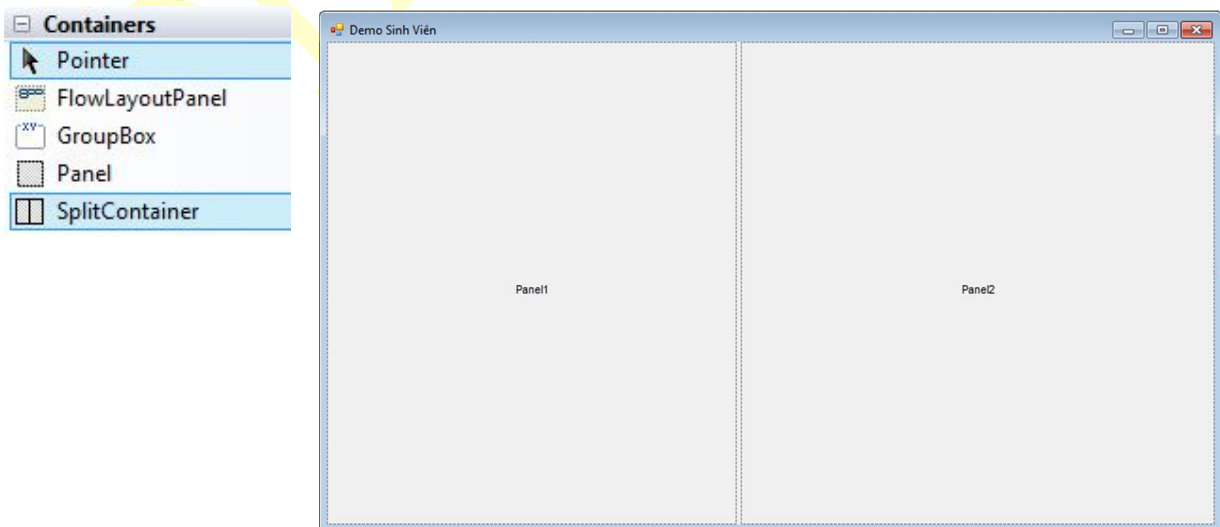 Containers
Pointer
FlowLayoutPanel
GroupBox
Panel
SplitContainer
Demo Sinh Viên
Panel1
Panel2